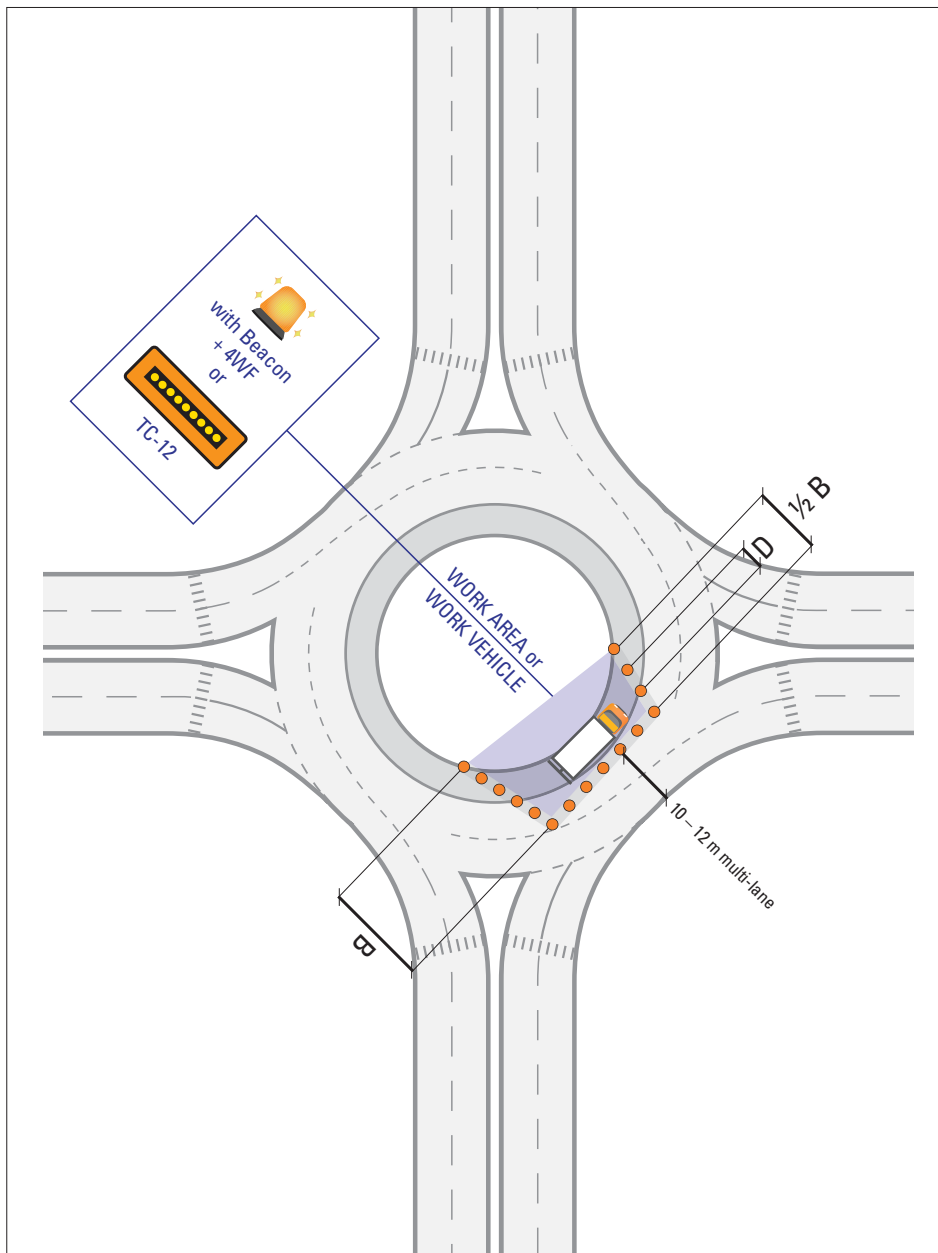 with Beacon
+ 4WF
or
TC-12
WORK AREA or
WORK VEHICLE
½ B
D
10 – 12 m multi-lane
B